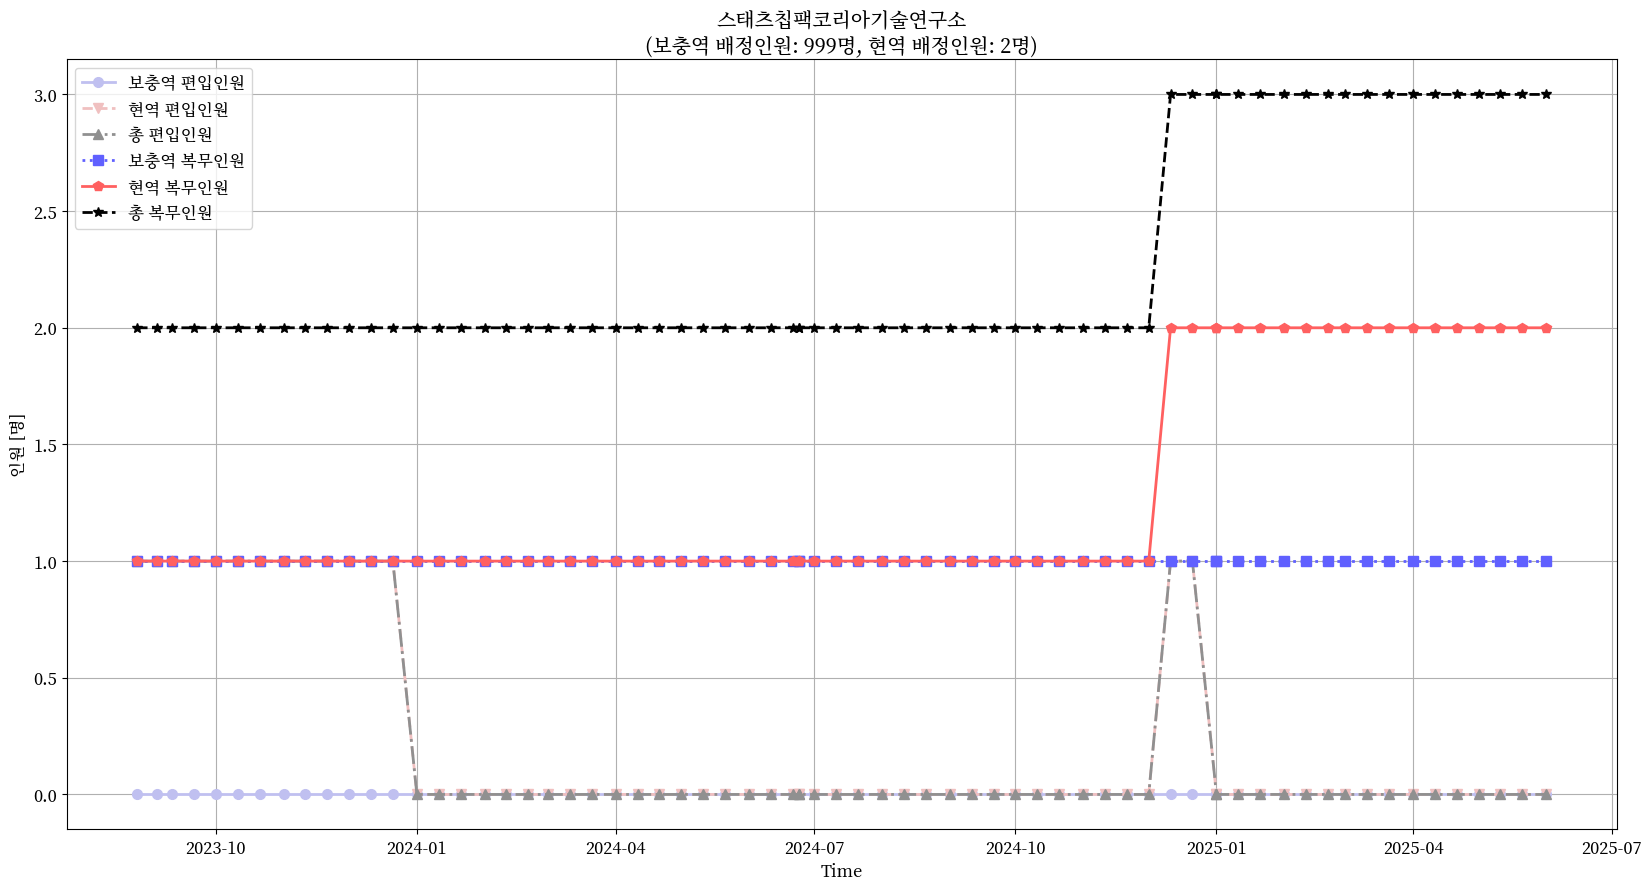 스태츠칩팩코리아기술연구소
(보충역 배정인원: 999명, 현역 배정인원: 2명)
보충역 편입인원
현역 편입인원
총 편입인원
보충역 복무인원
현역 복무인원
총 복무인원
인원 [명]
3.0
2.5
2.0
1.5
1.0
0.5
0.0
2023-10
2024-01
2024-04
2024-07
2024-10
2025-01
2025-04
2025-07
Time